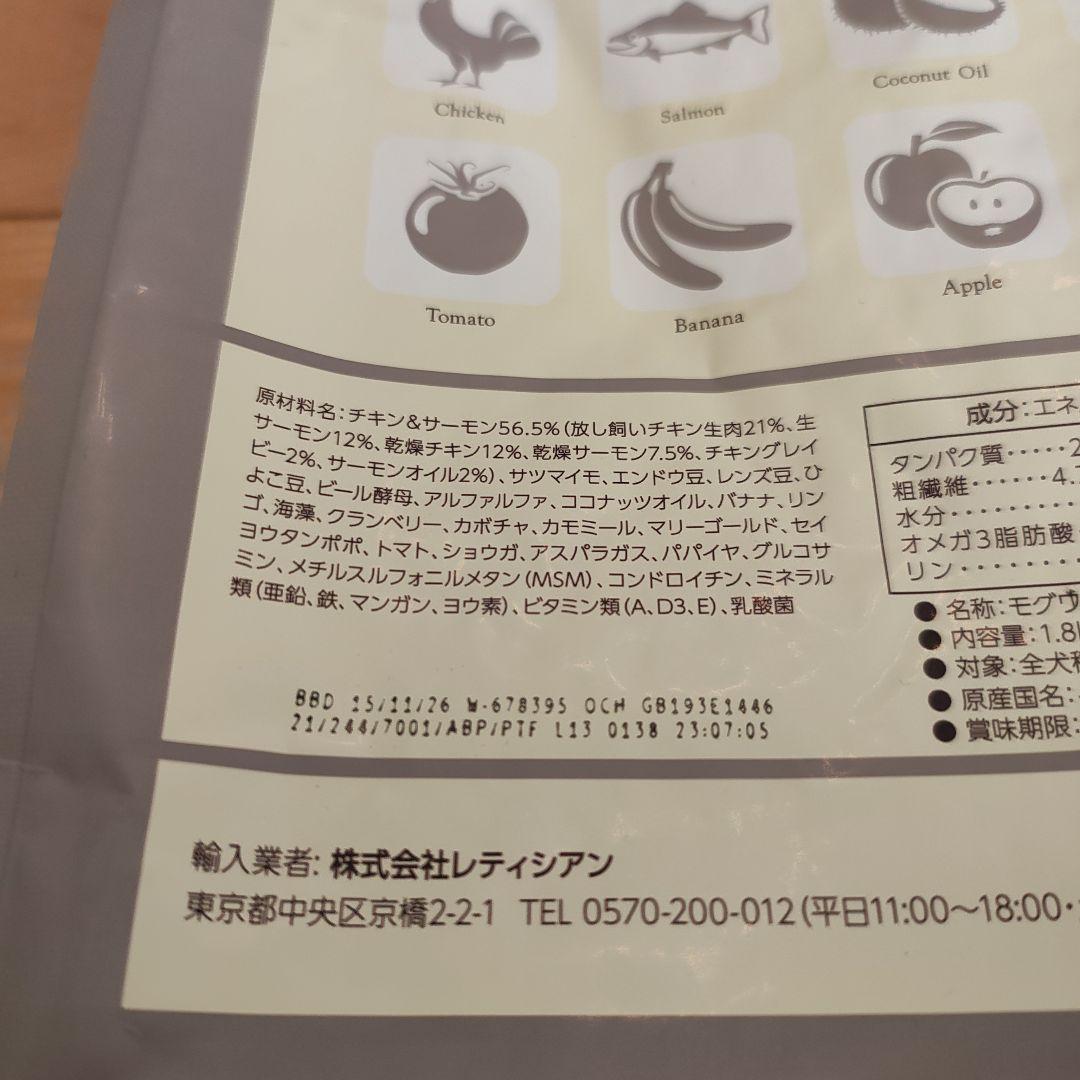 Chicken
Salmon
Coconut Oil
Tomato
Banana
Apple
原材料名:チキン&サーモン56.5%(放し飼いチキン生肉21%、生
サーモン12%、乾燥チキン12%、乾燥サーモン7.5%、チキングレイ
ビー2%、サーモンオイル2%)、サツマイモ、エンドウ豆、レンズ豆、ひ
よこ豆、ビール酵母、アルファルファ、ココナッツオイル、バナナ、リン
ゴ、海藻、クランベリー、カボチャ、カモミール、マリーゴールド、セイ
ヨウタンポポ、トマト、ショウガ、アスパラガス、パパイヤ、グルコサ
ミン、メチルスルフォニルメタン(MSM)、コンドロイチン、ミネラル
類(亜鉛、鉄、マンガン、ヨウ素)、ビタミン類(A、D3、E)、乳酸菌
BBD 15/11/26 W-678395 OCH GB193E1446
21/244/7001/ABP/PTF L13 0138 23:07:05
成分:エネ
タンパク質‥‥‥2
粗繊維‥‥‥4.
水分‥‥‥
オメガ3脂肪酸
リン‥‥‥
● 名称:モグワ
● 内容量:1.8
● 対象:全犬種
● 原産国名:
● 賞味期限:
輸入業者: 株式会社レティシアン
東京都中央区京橋2-2-1 TEL 0570-200-012(平日11:00～18:00・